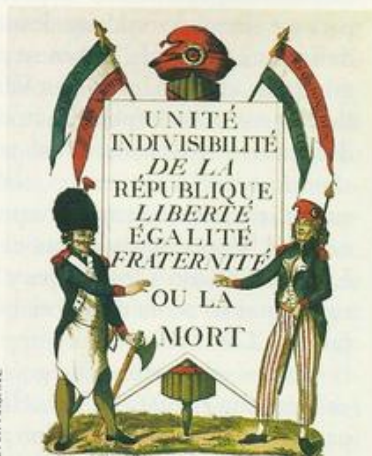 UNITÉ
INDIVISIBILITÉ
DE LA
RÉPUBLIQUE
LIBERTÉ
ÉGALITÉ
FRATERNITÉ
OU LA
MORT